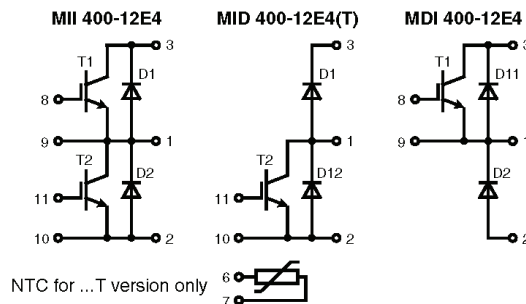 MII 400-12E4
MID 400-12E4(T)
MDI 400-12E4
T1
3
D1
8
9
1
T2
D2
11
10
2
3
D1
1
T2
D12
11
10
2
T1
3
D11
8
9
1
D2
2
NTC for ...T version only
6
7